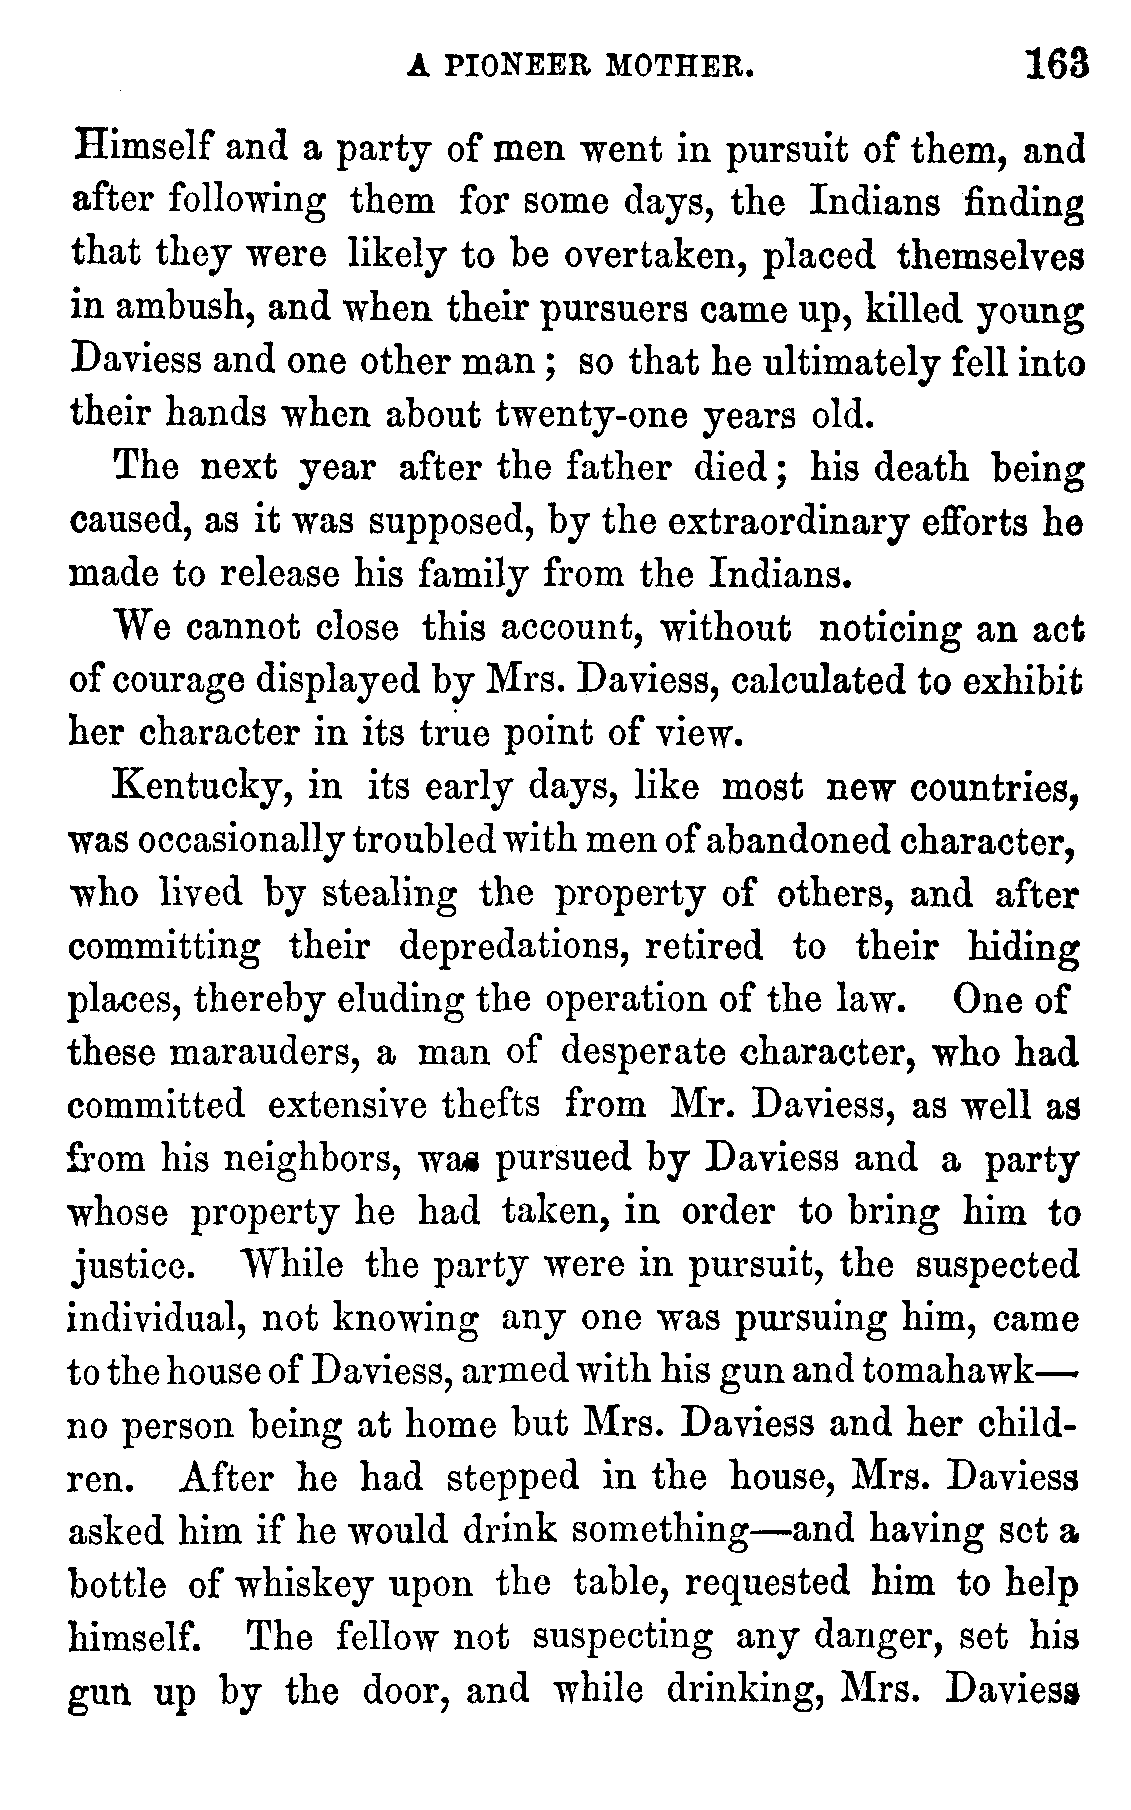 A PIONEER MOTHER. 163
Himself and a party of men went in pursuit of them, and
after following them for some days, the Indians finding
that they were likely to be overtaken, placed themselves
in ambush, and when their pursuers came up, killed young
Daviess and one other man; so that he ultimately fell into
their hands when about twenty-one years old.
The next year after the father died; his death being
caused, as it was supposed, by the extraordinary efforts he
made to release his family from the Indians.
We cannot close this account, without noticing an act
of courage displayed by Mrs. Daviess, calculated to exhibit
her character in its true point of view.
Kentucky, in its early days, like most new countries,
was occasionally troubled with men of abandoned character,
who lived by stealing the property of others, and after
committing their depredations, retired to their hiding
places, thereby eluding the operation of the law. One of
these marauders, a man of desperate character, who had
committed extensive thefts from Mr. Daviess, as well as
from his neighbors, was pursued by Daviess and a party
whose property he had taken, in order to bring him to
justice. While the party were in pursuit, the suspected
individual, not knowing any one was pursuing him, came
to the house of Daviess, armed with his gun and tomahawk—
no person being at home but Mrs. Daviess and her child-
ren. After he had stepped in the house, Mrs. Daviess
asked him if he would drink something—and having set a
bottle of whiskey upon the table, requested him to help
himself. The fellow not suspecting any danger, set his
gun up by the door, and while drinking, Mrs. Daviess